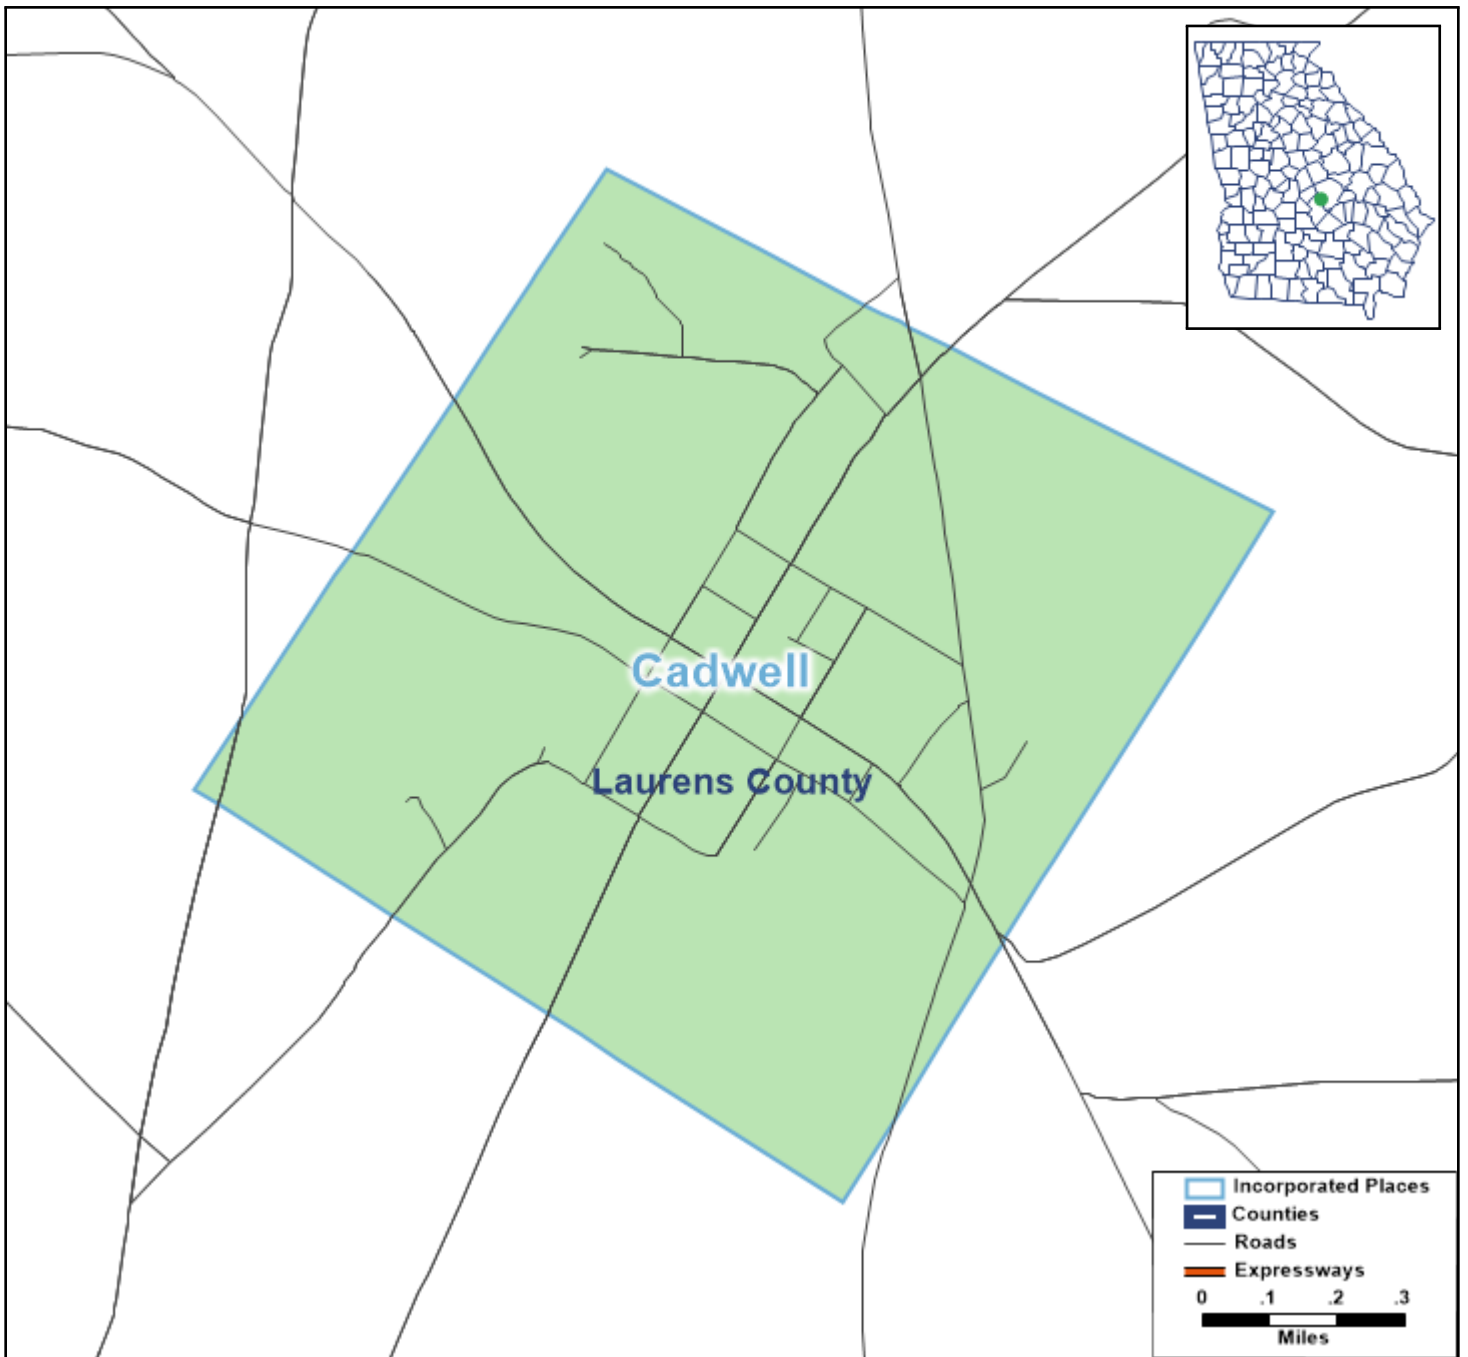 Cadwell
Laurens County
Incorporated Places
Counties
Roads
Expressways
0 .1 .2 .3
Miles